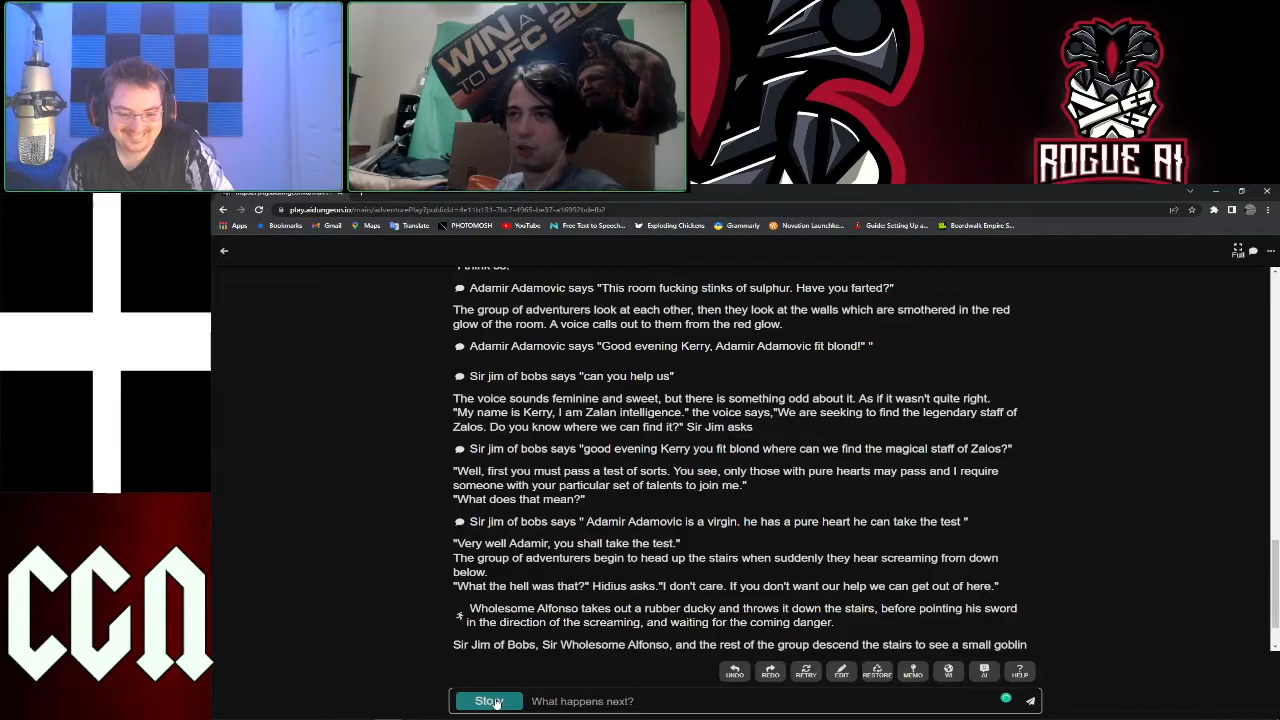 WIN A T
TO UFC 20
ROGUE AI
play.aidungeon.io/main/adventurePlay?publicId=4e11b131-7bc7-4965-be37-a16992bdefb2
Apps
Bookmarks
Gmail
Maps
Translate
PHOTOMOSH
YouTube
Free Text to Speech...
Exploding Chickens
Grammarly
Novation Launchke...
Guide: Setting Up a...
Boardwalk Empire S...
Full
"I think so."
Adamir Adamovic says "This room fucking stinks of sulphur. Have you farted?"
The group of adventurers look at each other, then they look at the walls which are smothered in the red
glow of the room. A voice calls out to them from the red glow.
Adamir Adamovic says "Good evening Kerry, Adamir Adamovic fit blond!" "
Sir jim of bobs says "can you help us"
The voice sounds feminine and sweet, but there is something odd about it. As if it wasn't quite right.
"My name is Kerry, I am Zalan intelligence." the voice says,"We are seeking to find the legendary staff of
Zalos. Do you know where we can find it?" Sir Jim asks
Sir jim of bobs says "good evening Kerry you fit blond where can we find the magical staff of Zalos?"
"Well, first you must pass a test of sorts. You see, only those with pure hearts may pass and I require
someone with your particular set of talents to join me."
"What does that mean?"
Sir jim of bobs says " Adamir Adamovic is a virgin. he has a pure heart he can take the test "
"Very well Adamir, you shall take the test."
The group of adventurers begin to head up the stairs when suddenly they hear screaming from down
below.
"What the hell was that?" Hidius asks."I don't care. If you don't want our help we can get out of here."
Wholesome Alfonso takes out a rubber ducky and throws it down the stairs, before pointing his sword
in the direction of the screaming, and waiting for the coming danger.
Sir Jim of Bobs, Sir Wholesome Alfonso, and the rest of the group descend the stairs to see a small goblin
UNDO
REDO
RETRY
EDIT
RESTORE
MEMO
WI
AI
HELP
Story
What happens next?
CGN